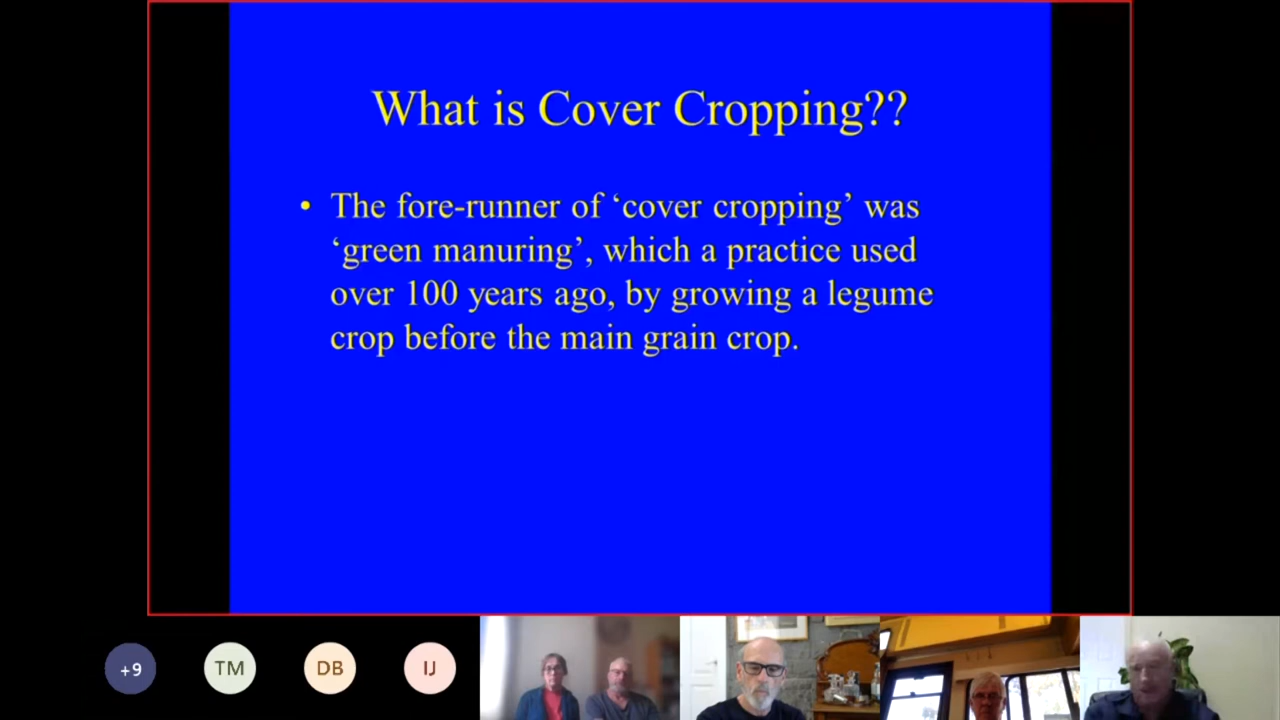 What is Cover Cropping??
• The fore-runner of ‘cover cropping’ was
‘green manuring’, which a practice used
over 100 years ago, by growing a legume
crop before the main grain crop.
+9
TM
DB
IJ